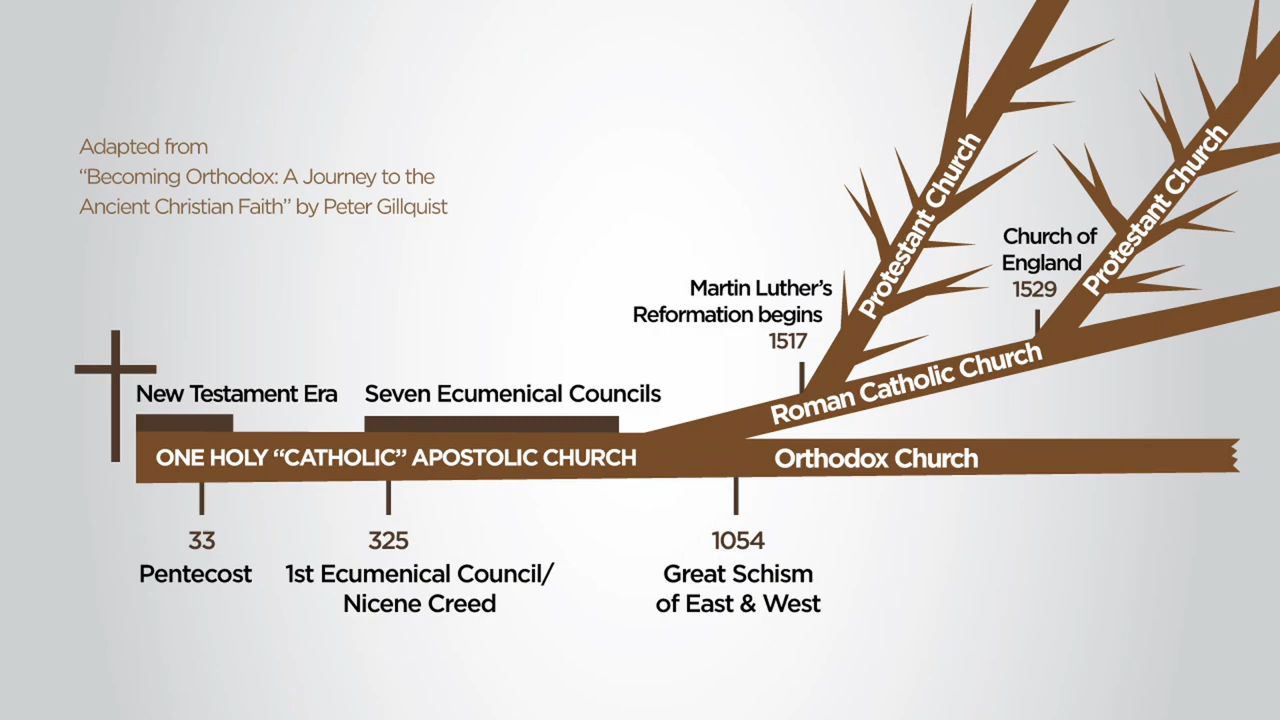 Adapted from
“Becoming Orthodox: A Journey to the
Ancient Christian Faith” by Peter Gillquist
Martin Luther’s
Reformation begins
1517
Church of
England
1529
Protestant Church
Protestant Church
Roman Catholic Church
New Testament Era
Seven Ecumenical Councils
ONE HOLY “CATHOLIC” APOSTOLIC CHURCH
Orthodox Church
33
Pentecost
325
1st Ecumenical Council/
Nicene Creed
1054
Great Schism
of East & West